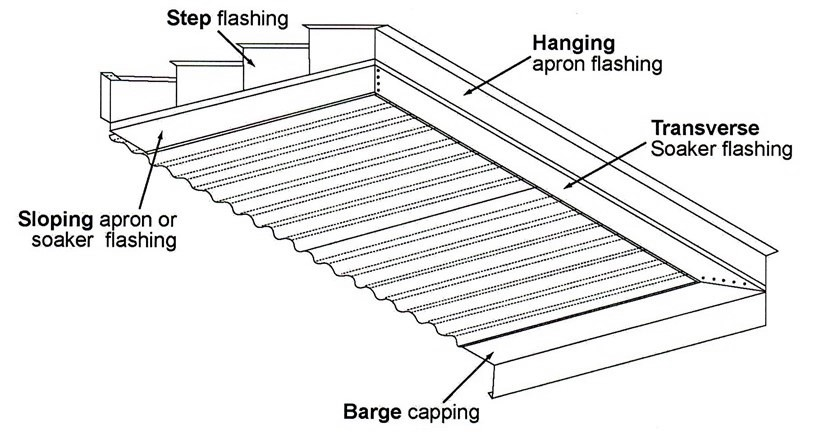 Step flashing
Hanging
apron flashing
Transverse
Soaker flashing
Sloping apron or
soaker flashing
Barge capping